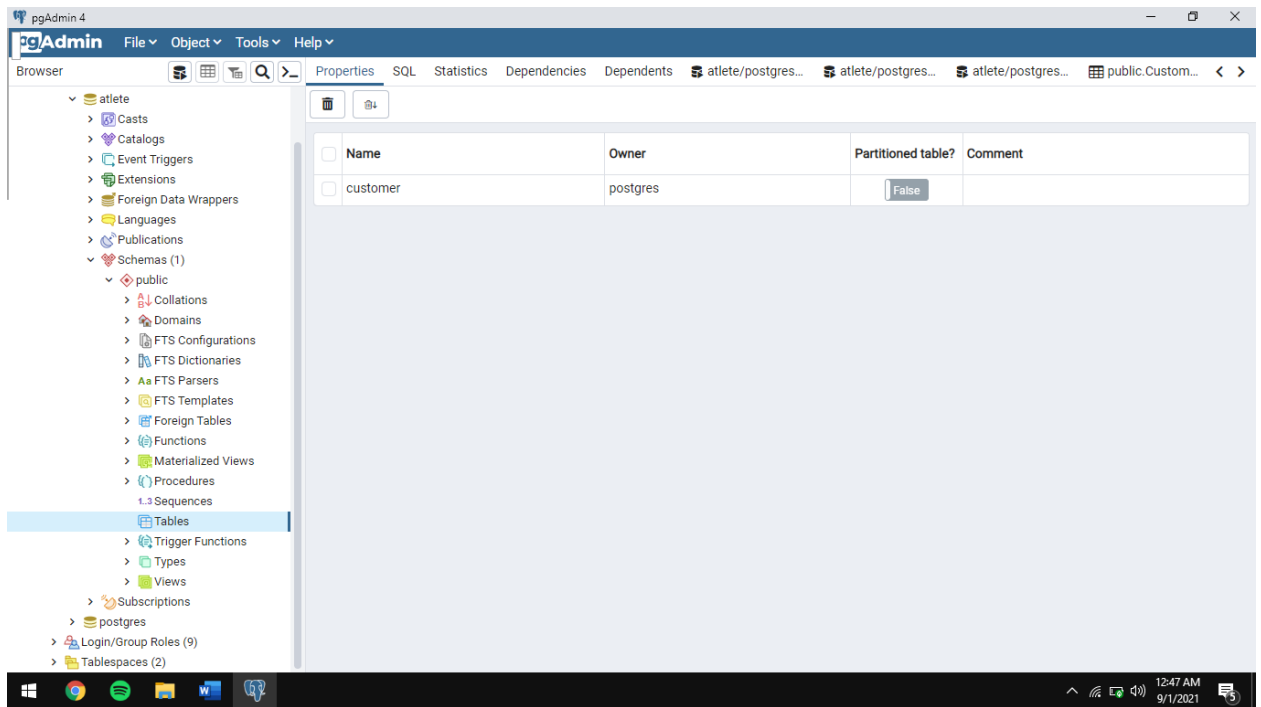 pgAdmin 4
pgAdmin File Object Tools Help
Browser
Properties SQL Statistics Dependencies Dependents atlete/postgres... atlete/postgres... atlete/postgres... public.Custom...
atlete
Casts
Catalogs
Event Triggers
Extensions
Foreign Data Wrappers
Languages
Publications
Schemas (1)
public
Collations
Domains
FTS Configurations
FTS Dictionaries
Aa FTS Parsers
FTS Templates
Foreign Tables
Functions
Materialized Views
Procedures
1..3 Sequences
Tables
Trigger Functions
Types
Views
Subscriptions
postgres
Login/Group Roles (9)
Tablespaces (2)
Name Owner Partitioned table? Comment
customer postgres False
12:47 AM
9/1/2021
5